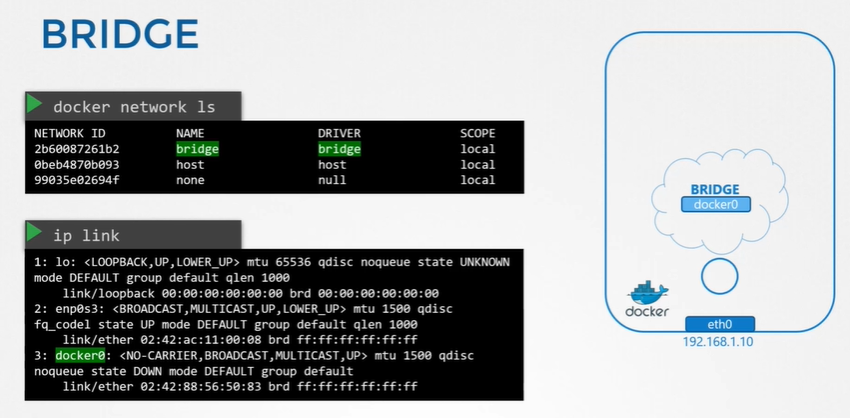 BRIDGE
docker network ls
NETWORK ID NAME DRIVER SCOPE
2b60087261b2 bridge bridge local
0beb4870b093 host host local
99035e02694f none null local
ip link
1: lo: <LOOPBACK,UP,LOWER_UP> mtu 65536 qdisc noqueue state UNKNOWN
mode DEFAULT group default qlen 1000
link/loopback 00:00:00:00:00:00 brd 00:00:00:00:00:00
2: enp0s3: <BROADCAST,MULTICAST,UP,LOWER_UP> mtu 1500 qdisc
fq_codel state UP mode DEFAULT group default qlen 1000
link/ether 02:42:ac:11:00:08 brd ff:ff:ff:ff:ff:ff
3: docker0: <NO-CARRIER,BROADCAST,MULTICAST,UP> mtu 1500 qdisc
noqueue state DOWN mode DEFAULT group default
link/ether 02:42:88:56:50:83 brd ff:ff:ff:ff:ff:ff
BRIDGE
docker0
docker
eth0
192.168.1.10